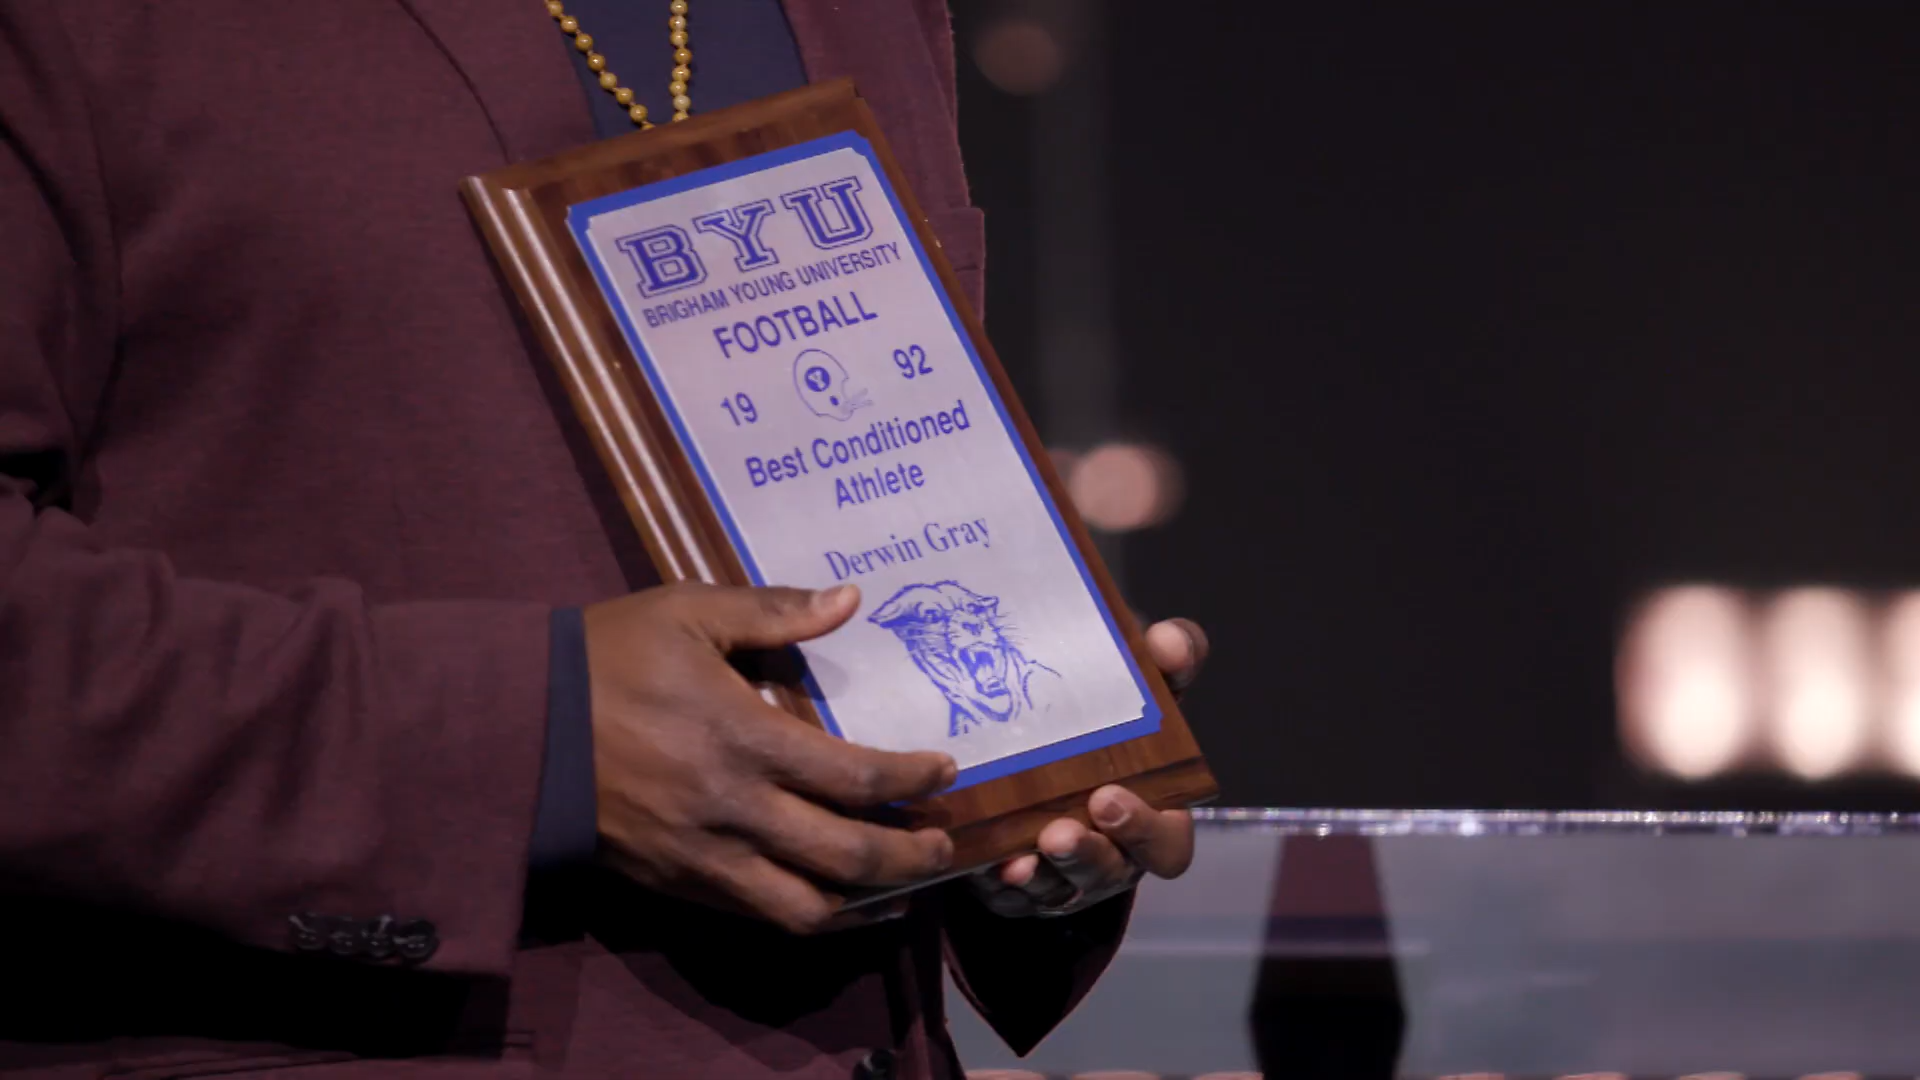 BYU
BRIGHAM YOUNG UNIVERSITY
FOOTBALL
19 92
Best Conditioned
Athlete
Derwin Gray